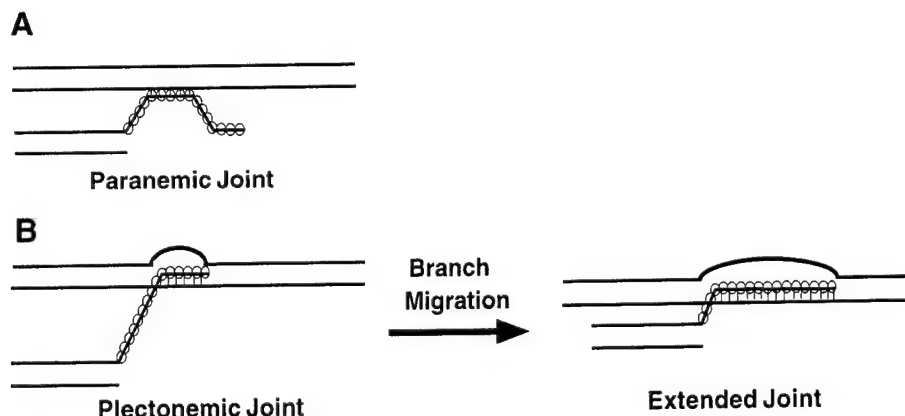 A
Paranemic Joint
B
Branch
Migration
Plectonemic Joint
Extended Joint